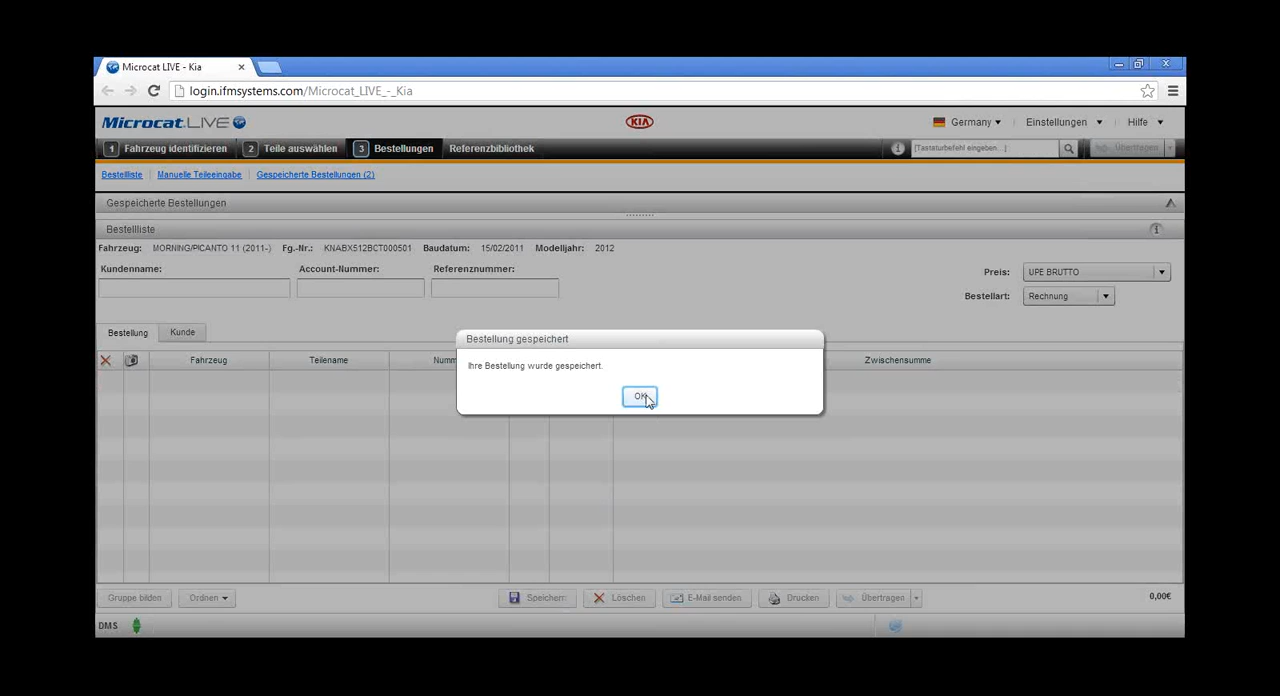 Microcat LIVE - Kia
login.ifmsystems.com/Microcat_LIVE_-_Kia
Microcat.LIVE KIA Germany Einstellungen Hilfe
1 Fahrzeug identifizieren 2 Teile auswählen 3 Bestellungen Referenzbibliothek [Tastaturbefehl eingeben...] Übertragen
Bestellliste Manuelle Teileeingabe Gespeicherte Bestellungen (2)
Gespeicherte Bestellungen
Bestellliste
Fahrzeug: MORNING/PICANTO 11 (2011-) Fg.-Nr.: KNABX512BCT000501 Baudatum: 15/02/2011 Modelljahr: 2012
Kundenname: Account-Nummer: Referenznummer: Preis: UPE BRUTTO
Bestellart: Rechnung
Bestellung Kunde
Bestellung gespeichert
Fahrzeug Teilename Numm Zwischensumme
Ihre Bestellung wurde gespeichert.
OK
Gruppe bilden Ordnen Speichern Löschen E-Mail senden Drucken Übertragen 0,00€
DMS